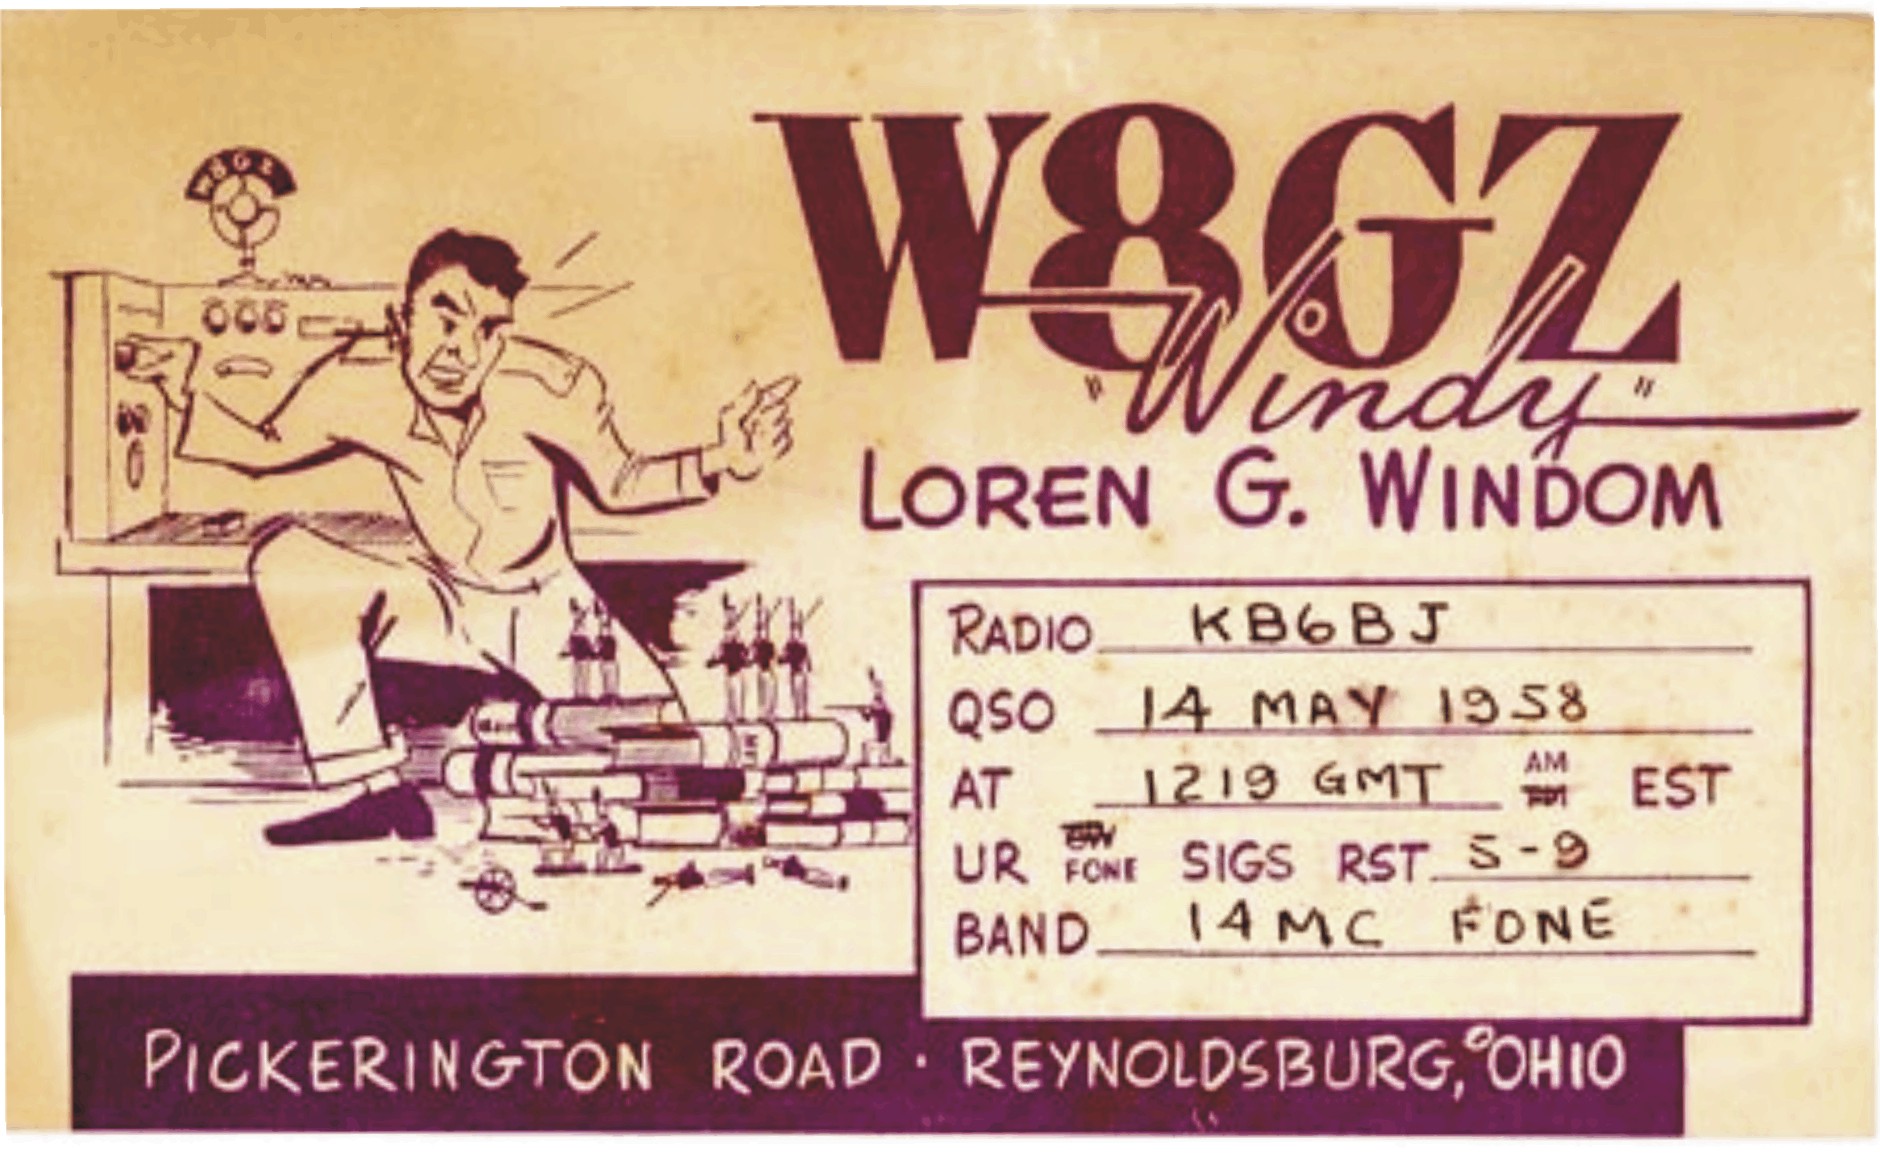 W8GZ
W8GZ
"Windy"
LOREN G. WINDOM
RADIO KB6BJ
QSO 14 MAY 1958
AT 1219 GMT AM PM EST
UR CW FONE SIGS RST 5-9
BAND 14MC FONE
PICKERINGTON ROAD · REYNOLDSBURG, OHIO